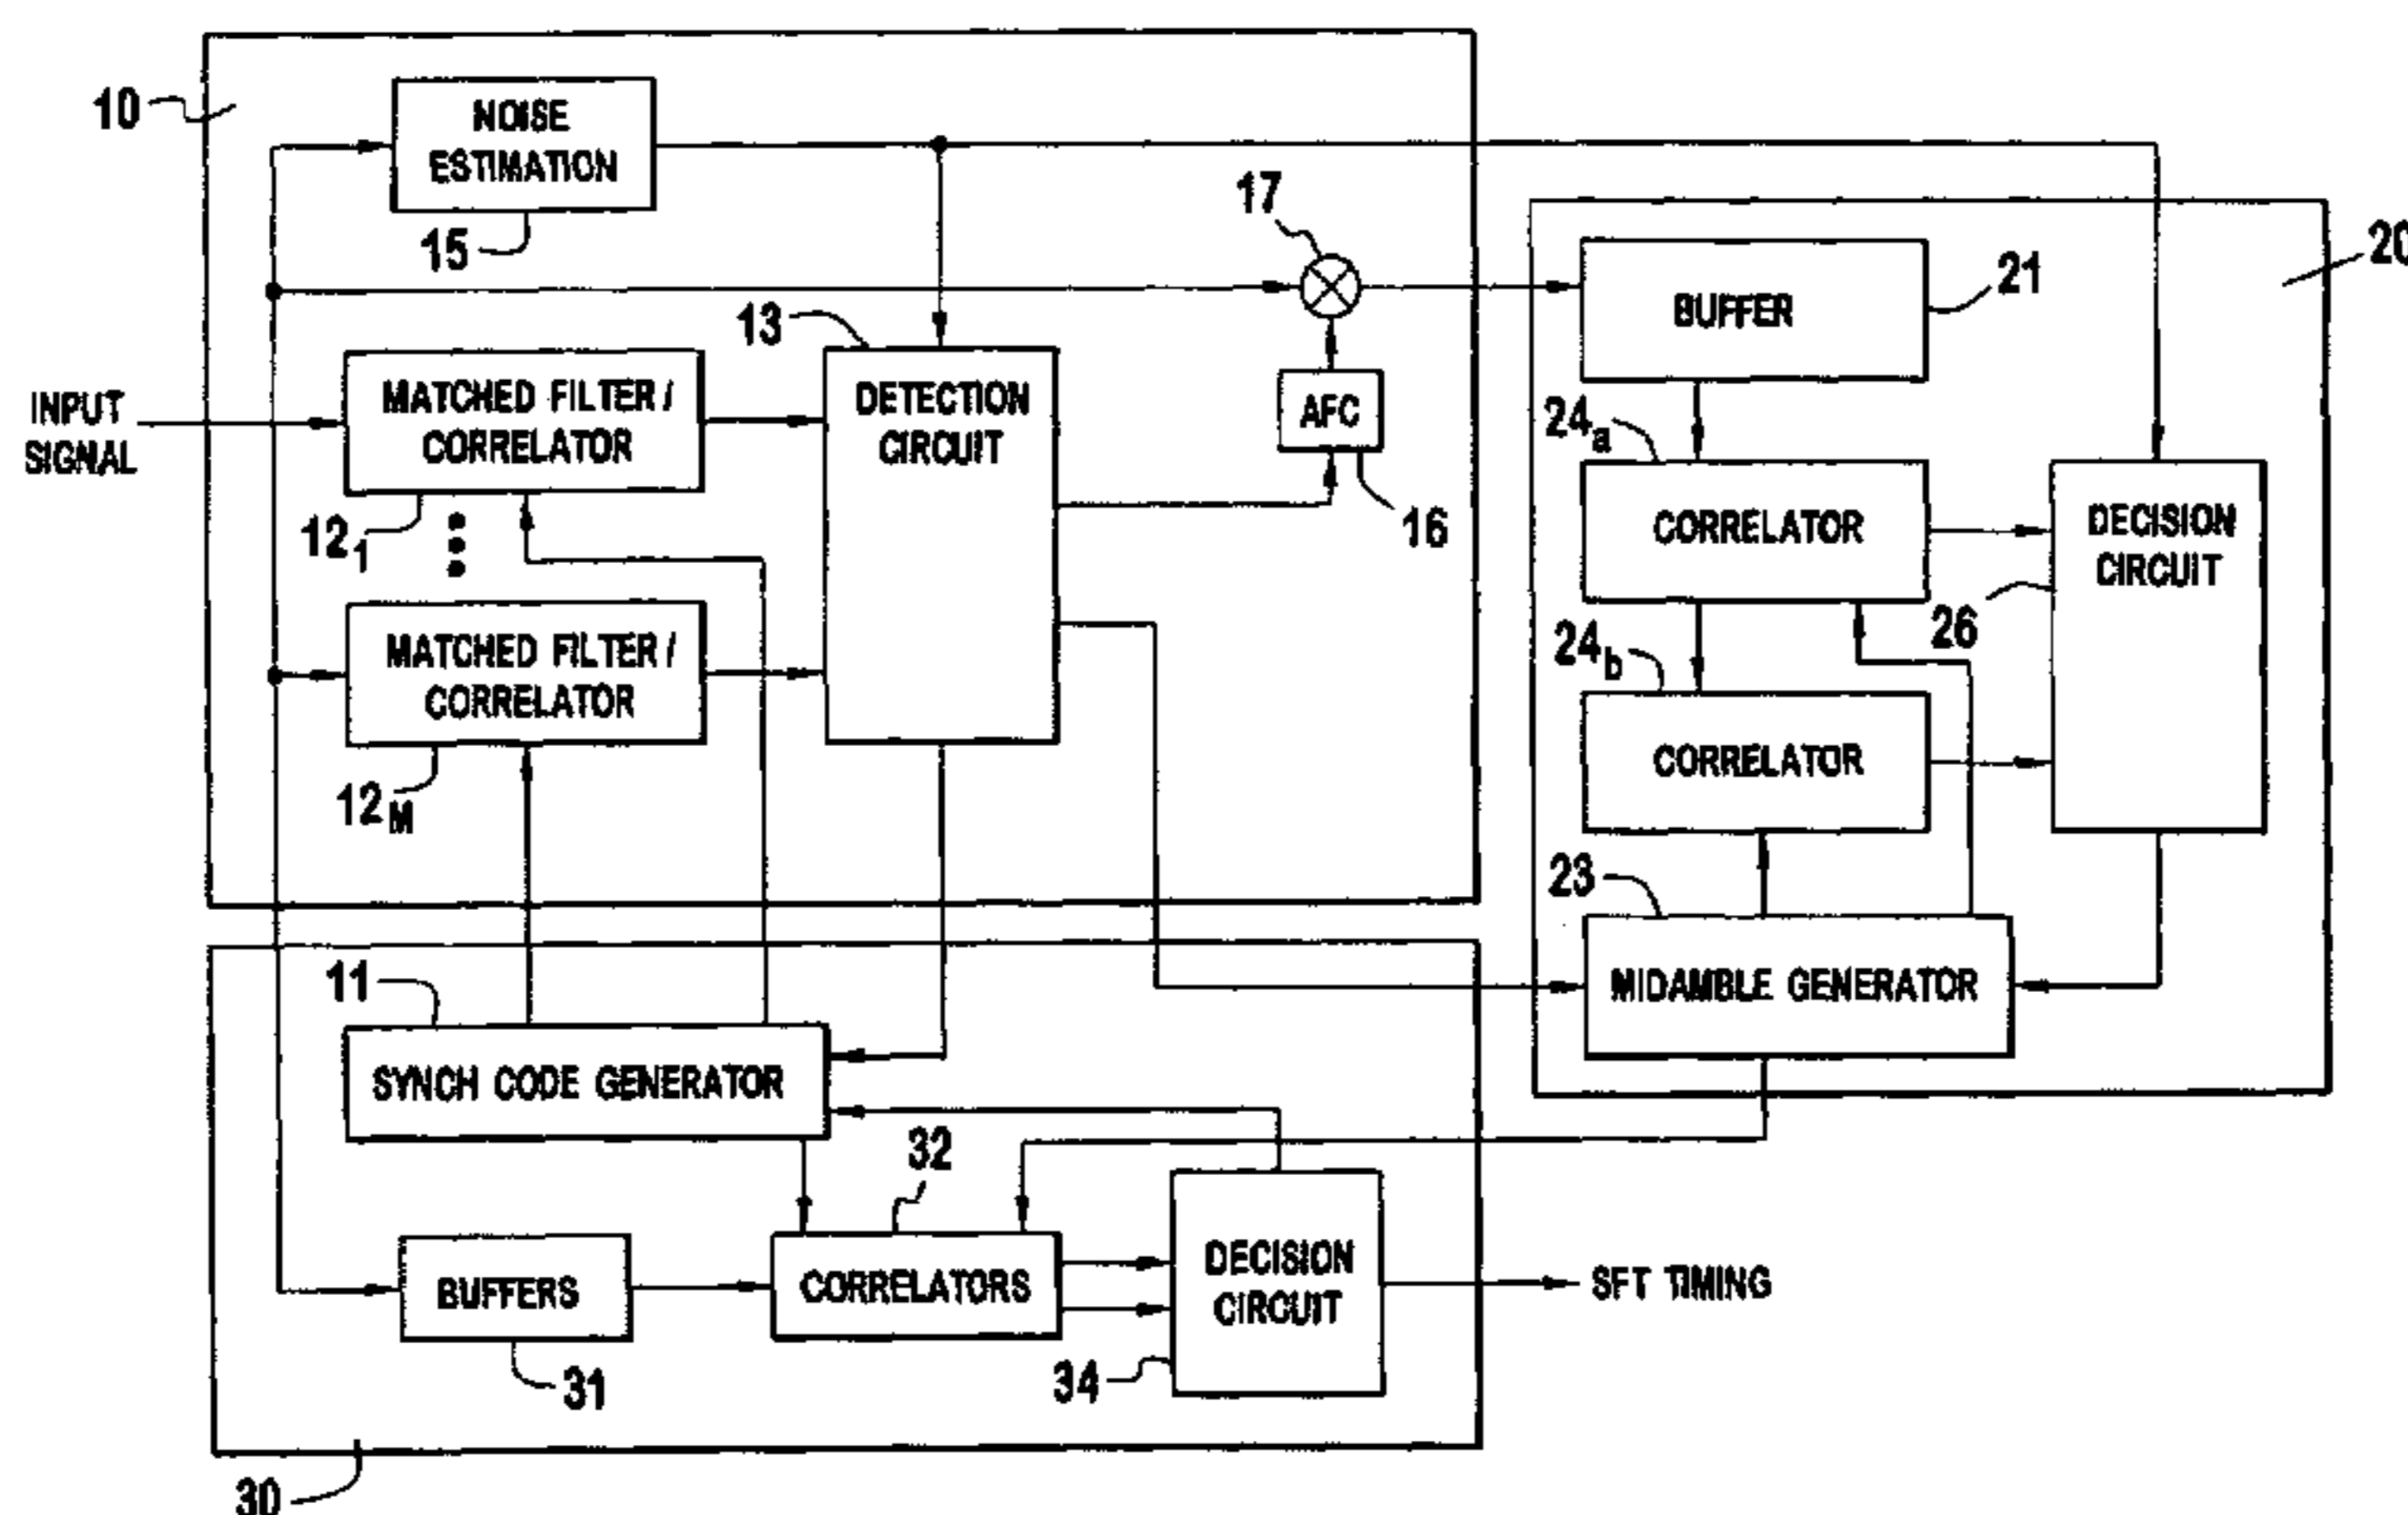 10
NOISE
ESTIMATION
15
17
20
BUFFER
21
13
INPUT
SIGNAL
MATCHED FILTER /
CORRELATOR
12₁
DETECTION
CIRCUIT
AFC
16
24ₐ
CORRELATOR
DECISION
CIRCUIT
26
MATCHED FILTER /
CORRELATOR
12M
24b
CORRELATOR
23
MIDAMBLE GENERATOR
11
SYNCH CODE GENERATOR
32
BUFFERS
31
CORRELATORS
DECISION
CIRCUIT
34
SFT TIMING
30